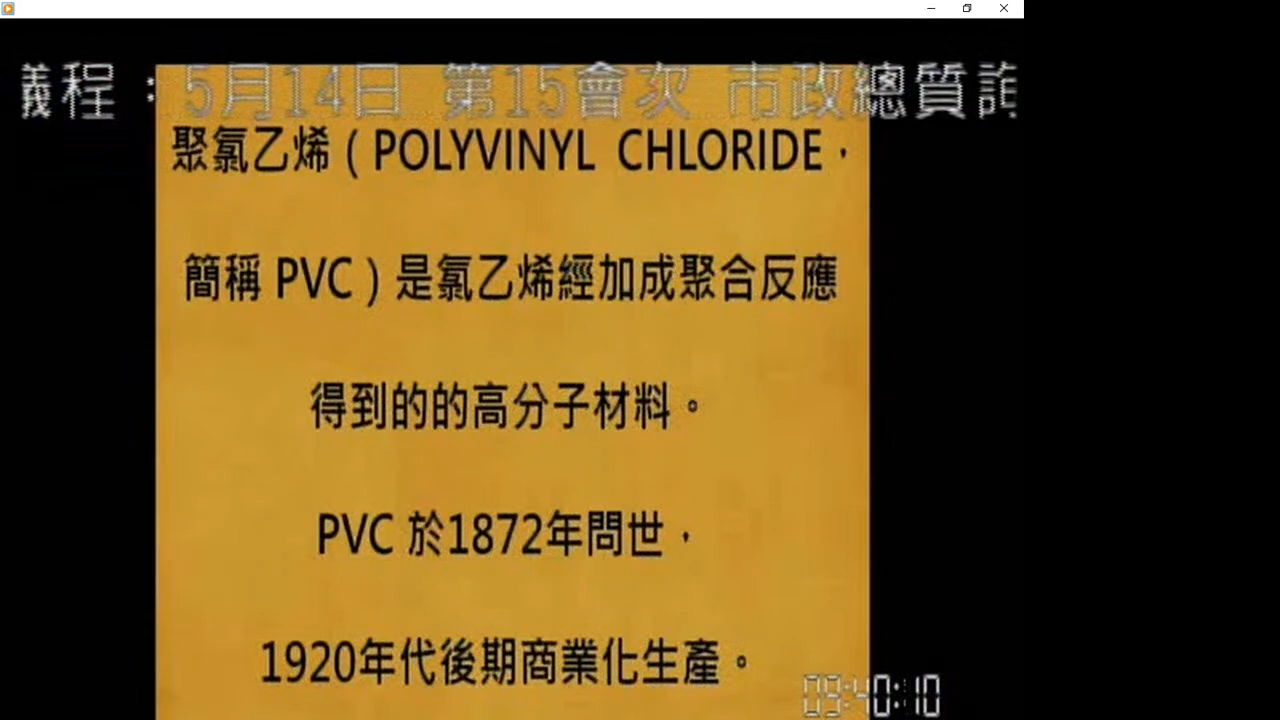 義程：5月14日 第15會次 市政總質詢
聚氯乙烯（POLYVINYL CHLORIDE，
簡稱 PVC）是氯乙烯經加成聚合反應
得到的的高分子材料。
PVC 於1872年問世，
1920年代後期商業化生產。
09:40:10